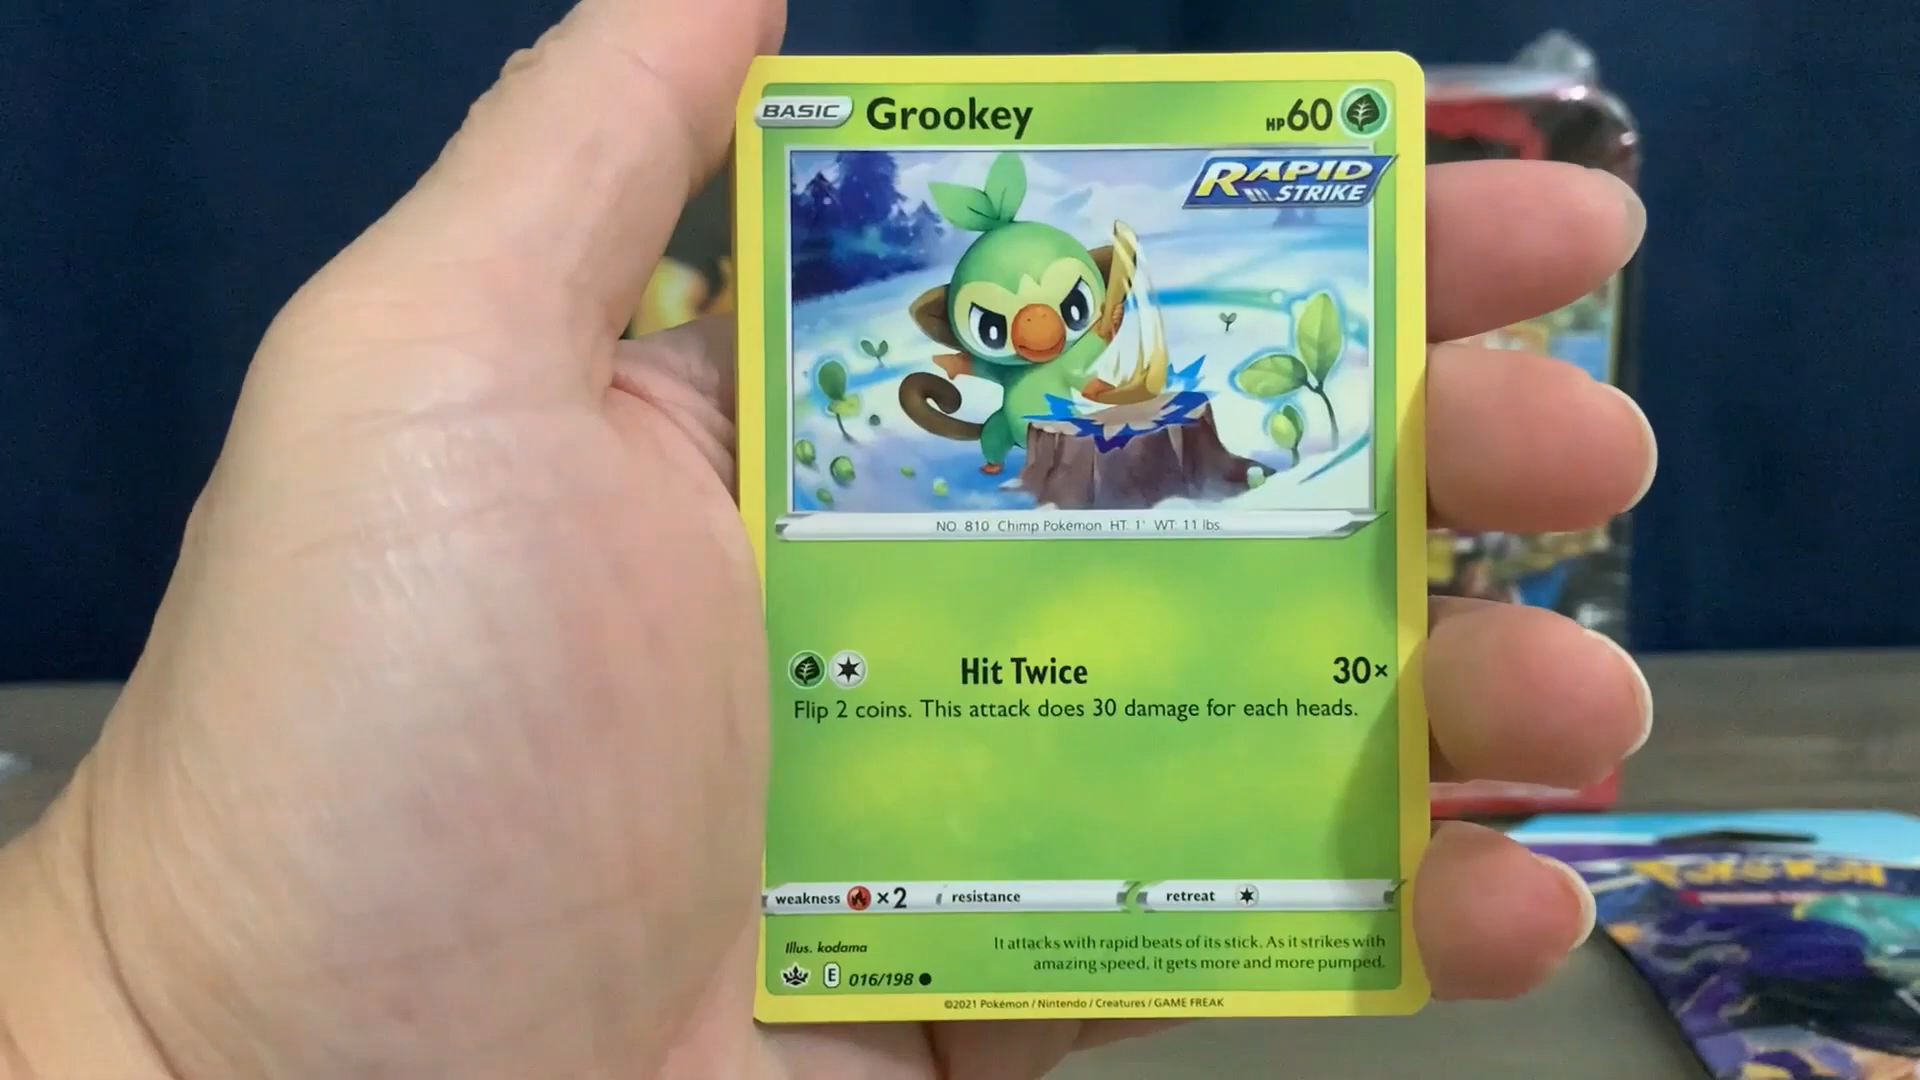 BASIC Grookey HP60
RAPID
STRIKE
NO. 810 Chimp Pokémon HT: 1' WT: 11 lbs.
Hit Twice 30×
Flip 2 coins. This attack does 30 damage for each heads.
weakness ×2 resistance retreat
Illus. kodama
It attacks with rapid beats of its stick. As it strikes with
amazing speed, it gets more and more pumped.
E 016/198
©2021 Pokémon / Nintendo / Creatures / GAME FREAK